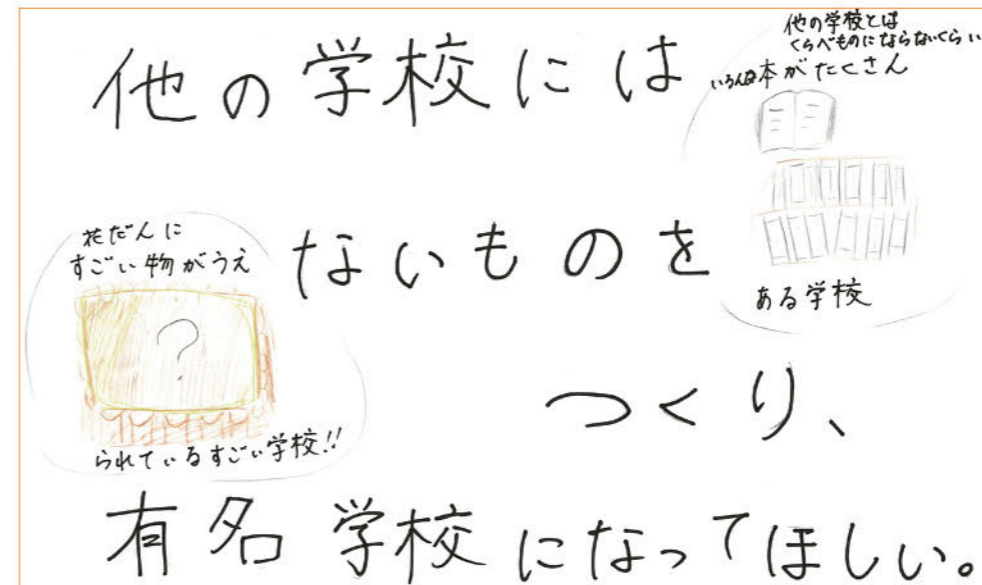 他の学校には
ないものを
つくり、
有名学校になってほしい。
他の学校とは
くらべものにならないくらい
いろんな本がたくさん
ある学校
花だんに
すごい物がうえ
?
られているすごい学校!!